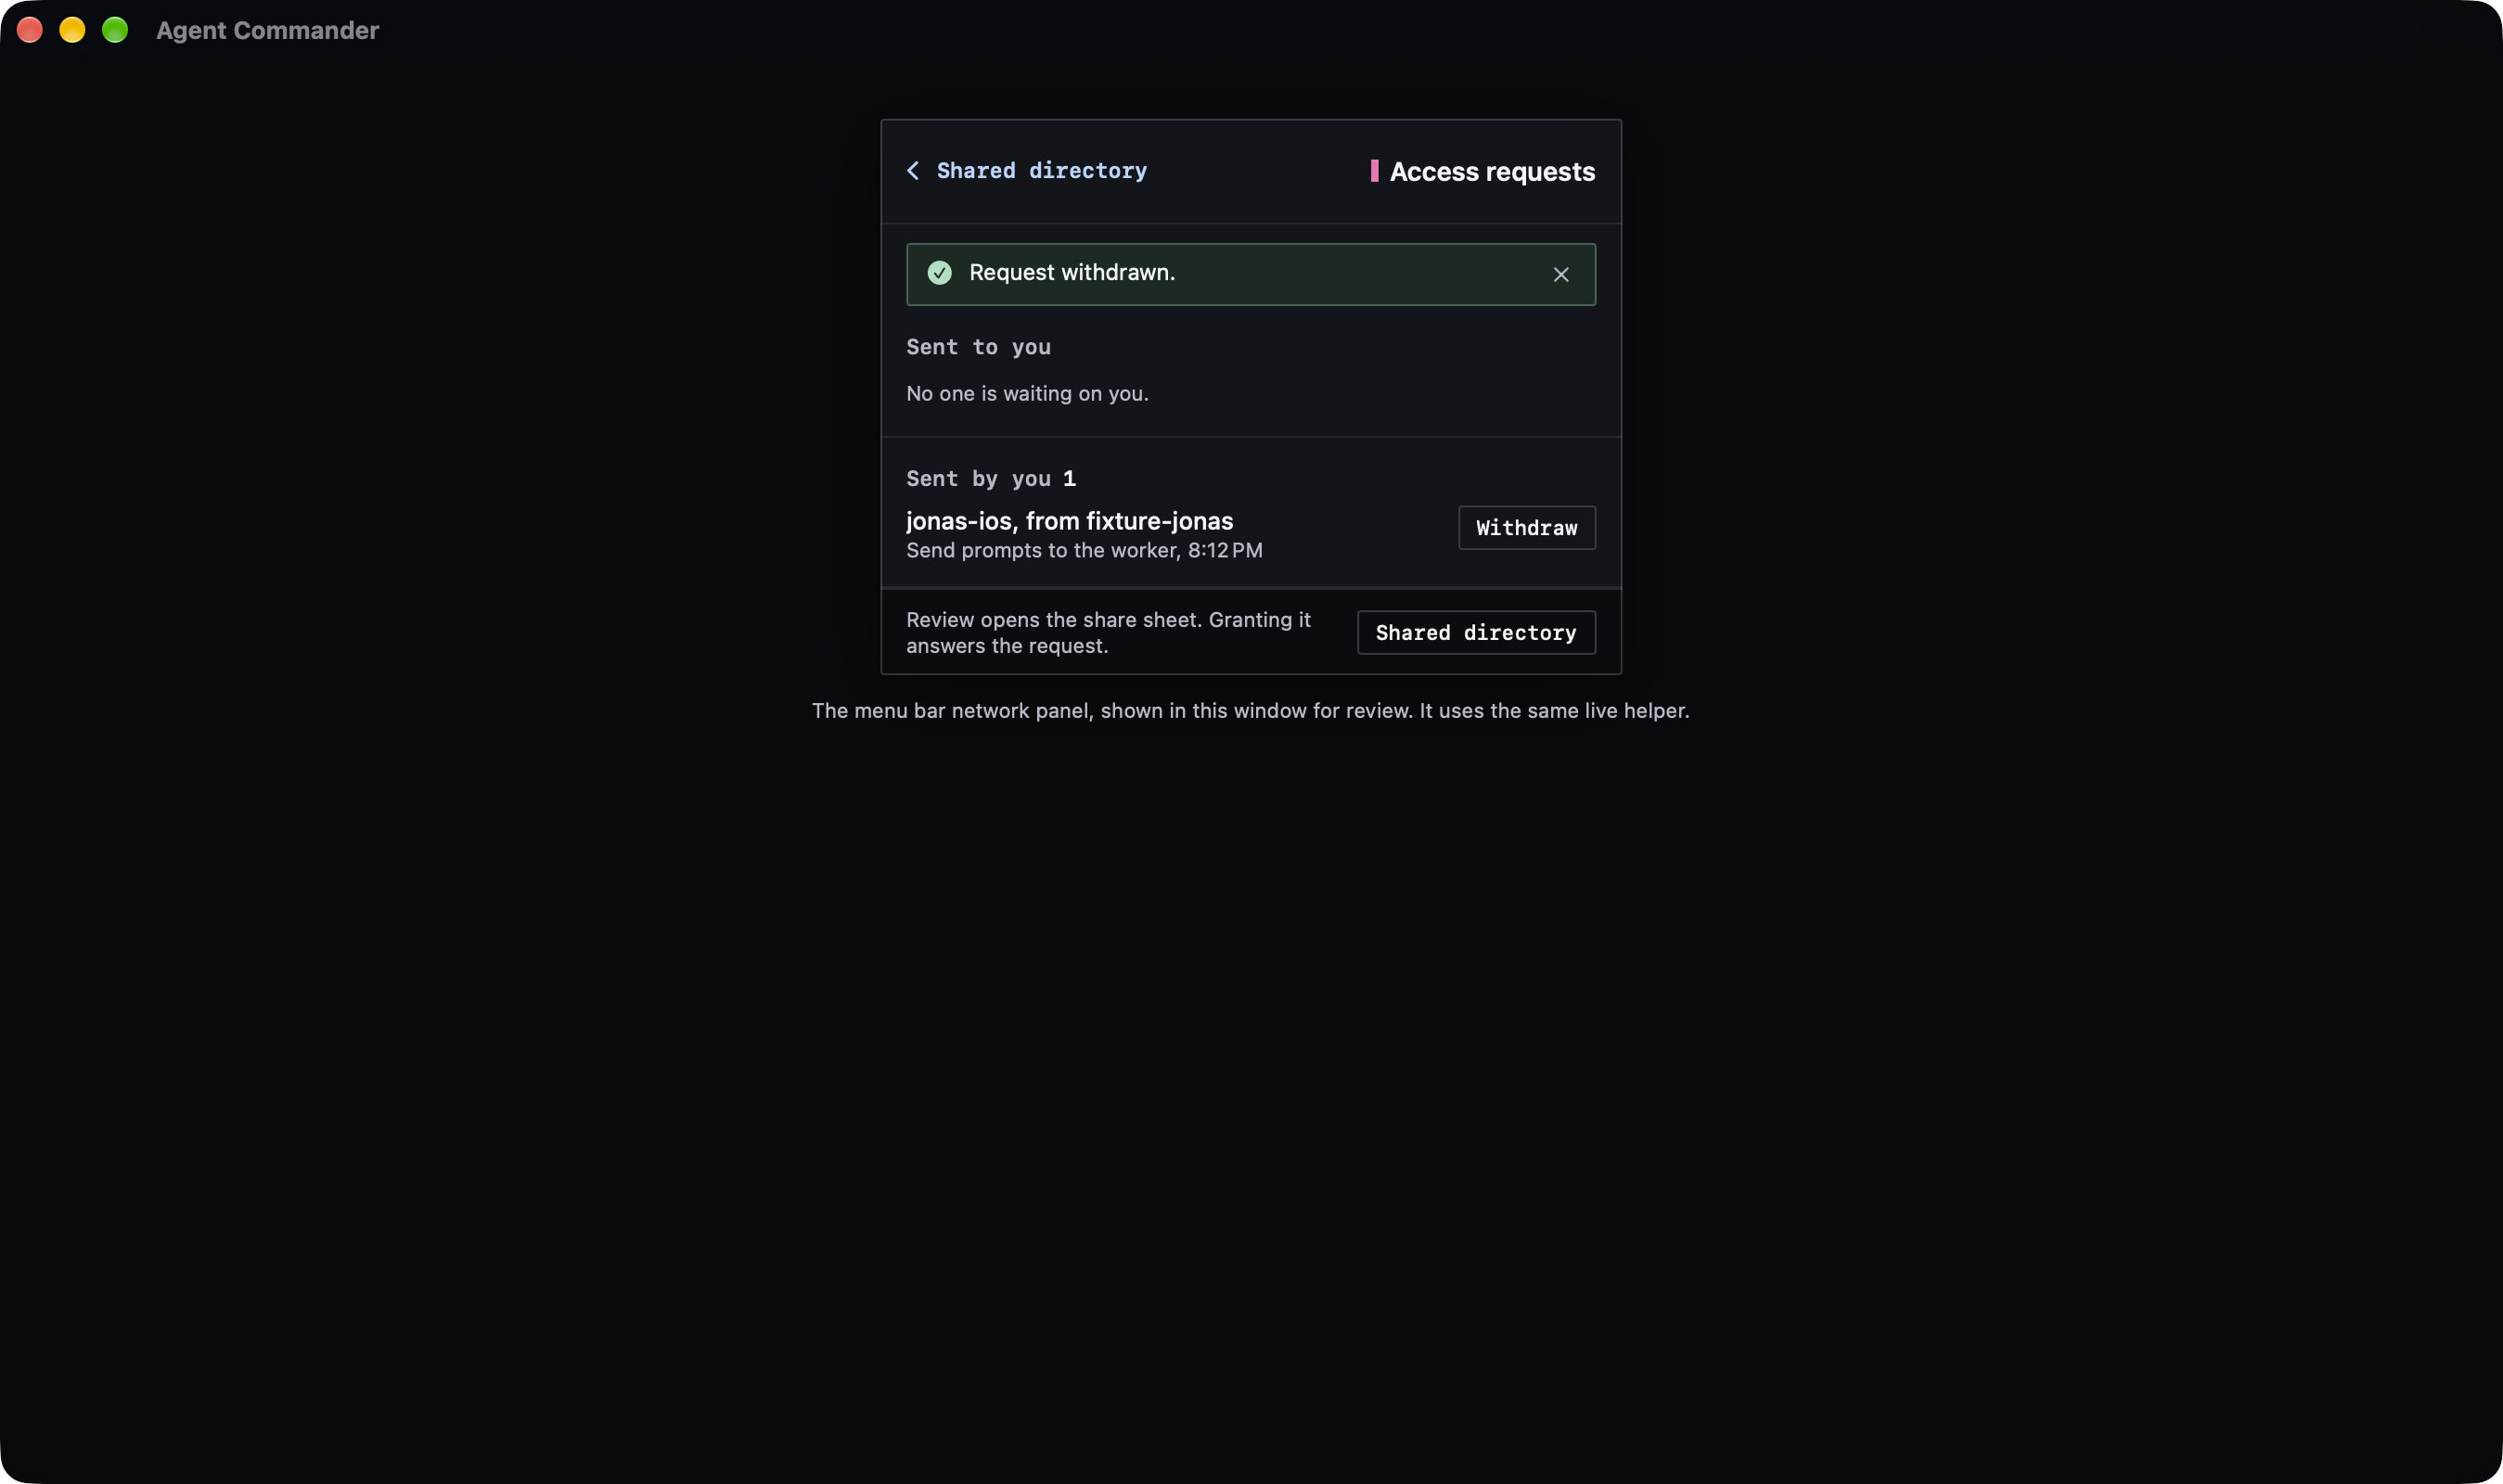 Agent Commander
Shared directory
Access requests
Request withdrawn.
Sent to you
No one is waiting on you.
Sent by you 1
jonas-ios, from fixture-jonas
Withdraw
Send prompts to the worker, 8:12 PM
Review opens the share sheet. Granting it
answers the request.
Shared directory
The menu bar network panel, shown in this window for review. It uses the same live helper.